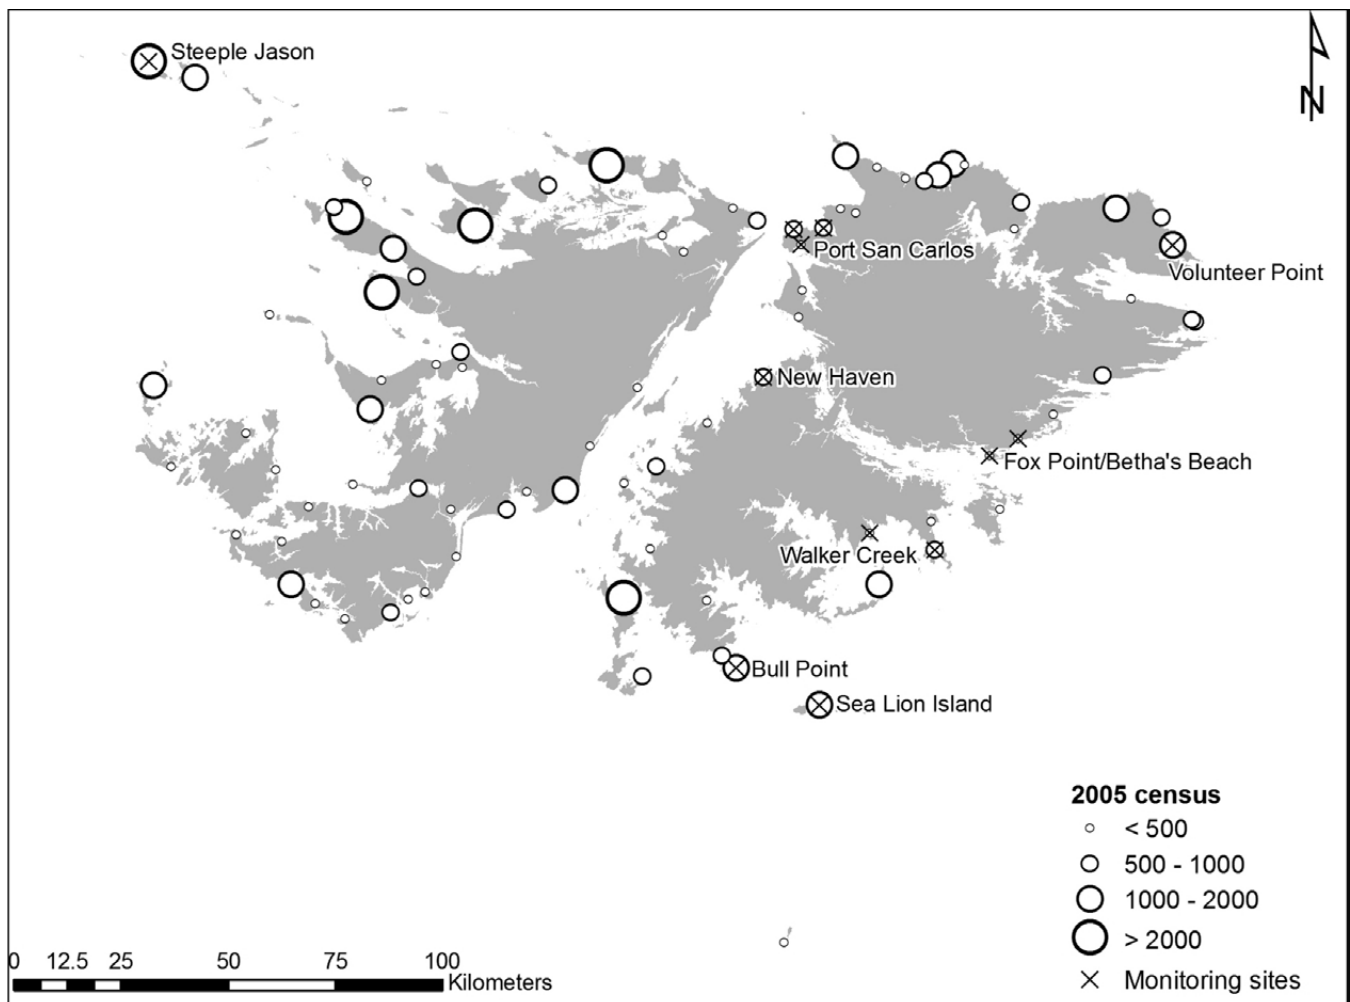 Steeple Jason
N
Port San Carlos
Volunteer Point
New Haven
Fox Point/Betha's Beach
Walker Creek
Bull Point
Sea Lion Island
2005 census
< 500
500 - 1000
1000 - 2000
> 2000
Monitoring sites
0 12.5 25 50 75 100
Kilometers